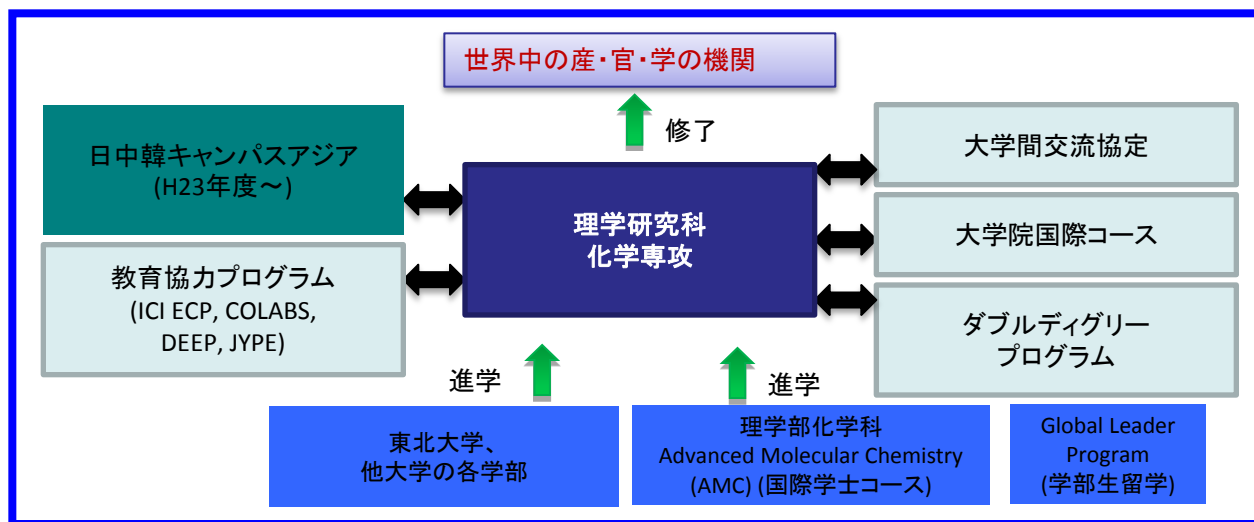 世界中の産・官・学の機関
修了
日中韓キャンパスアジア
(H23年度～)
教育協力プログラム
(ICI ECP, COLABS,
DEEP, JYPE)
理学研究科
化学専攻
大学間交流協定
大学院国際コース
ダブルディグリー
プログラム
進学
進学
東北大学、
他大学の各学部
理学部化学科
Advanced Molecular Chemistry
(AMC) (国際学士コース)
Global Leader
Program
(学部生留学)